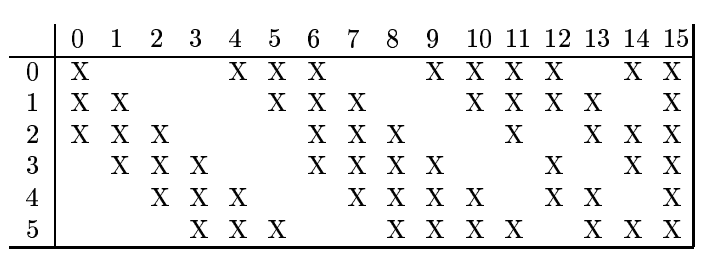 0 1 2 3 4 5 6 7 8 9 10 11 12 13 14 15
0 X X X X X X X X X X
1 X X X X X X X X X X
2 X X X X X X X X X X
3 X X X X X X X X X X
4 X X X X X X X X X X
5 X X X X X X X X X X